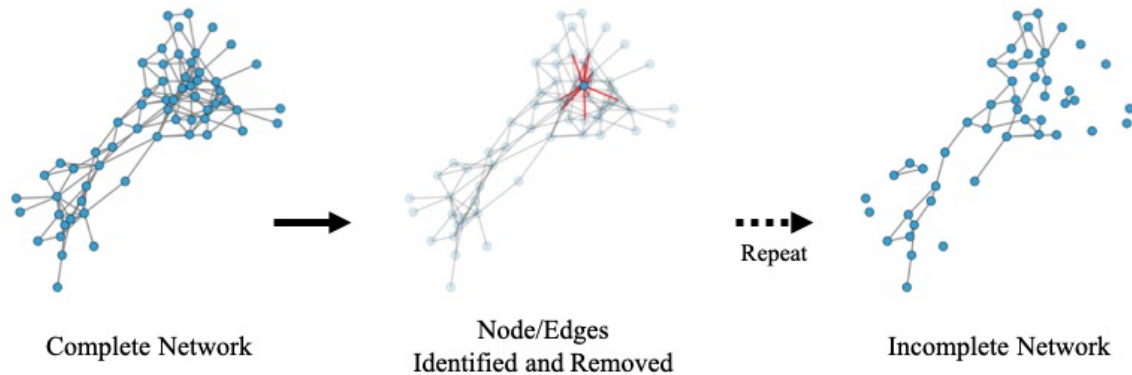 Repeat
Complete Network
Node/Edges
Identified and Removed
Incomplete Network